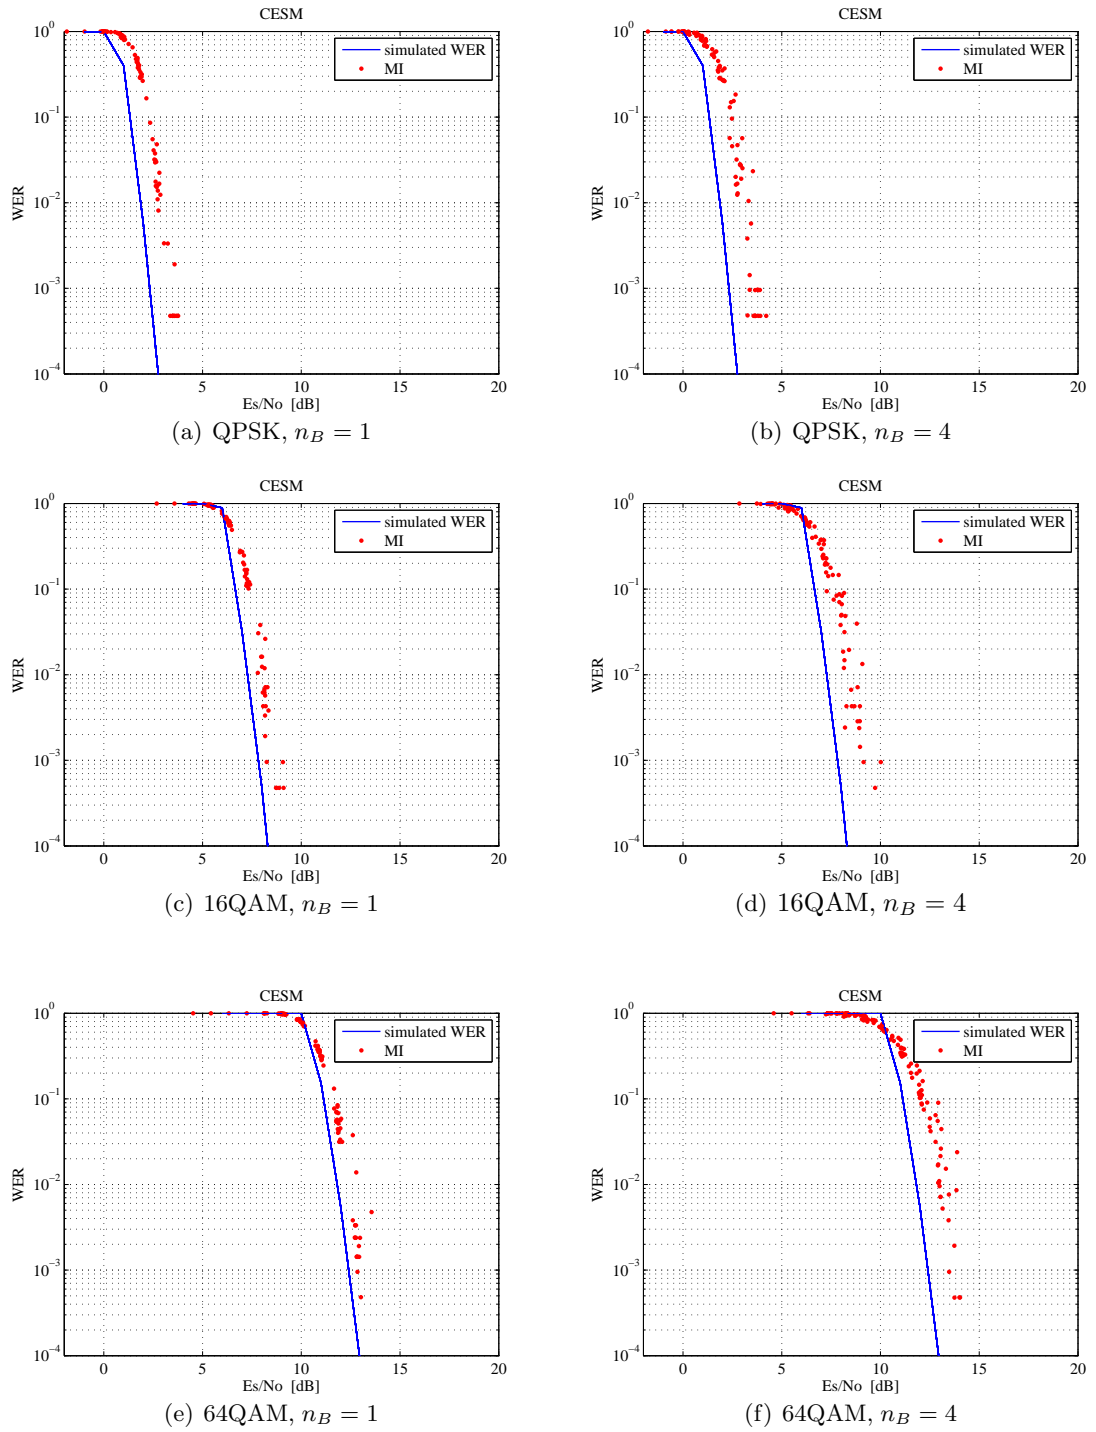 CESM
10^0
simulated WER
MI
10^-1
WER
10^-2
10^-3
10^-4
0 5 10 15 20
Es/No [dB]
(a) QPSK, n_B = 1
CESM
10^0
simulated WER
MI
10^-1
WER
10^-2
10^-3
10^-4
0 5 10 15 20
Es/No [dB]
(b) QPSK, n_B = 4
CESM
10^0
simulated WER
MI
10^-1
WER
10^-2
10^-3
10^-4
0 5 10 15 20
Es/No [dB]
(c) 16QAM, n_B = 1
CESM
10^0
simulated WER
MI
10^-1
WER
10^-2
10^-3
10^-4
0 5 10 15 20
Es/No [dB]
(d) 16QAM, n_B = 4
CESM
10^0
simulated WER
MI
10^-1
WER
10^-2
10^-3
10^-4
0 5 10 15 20
Es/No [dB]
(e) 64QAM, n_B = 1
CESM
10^0
simulated WER
MI
10^-1
WER
10^-2
10^-3
10^-4
0 5 10 15 20
Es/No [dB]
(f) 64QAM, n_B = 4